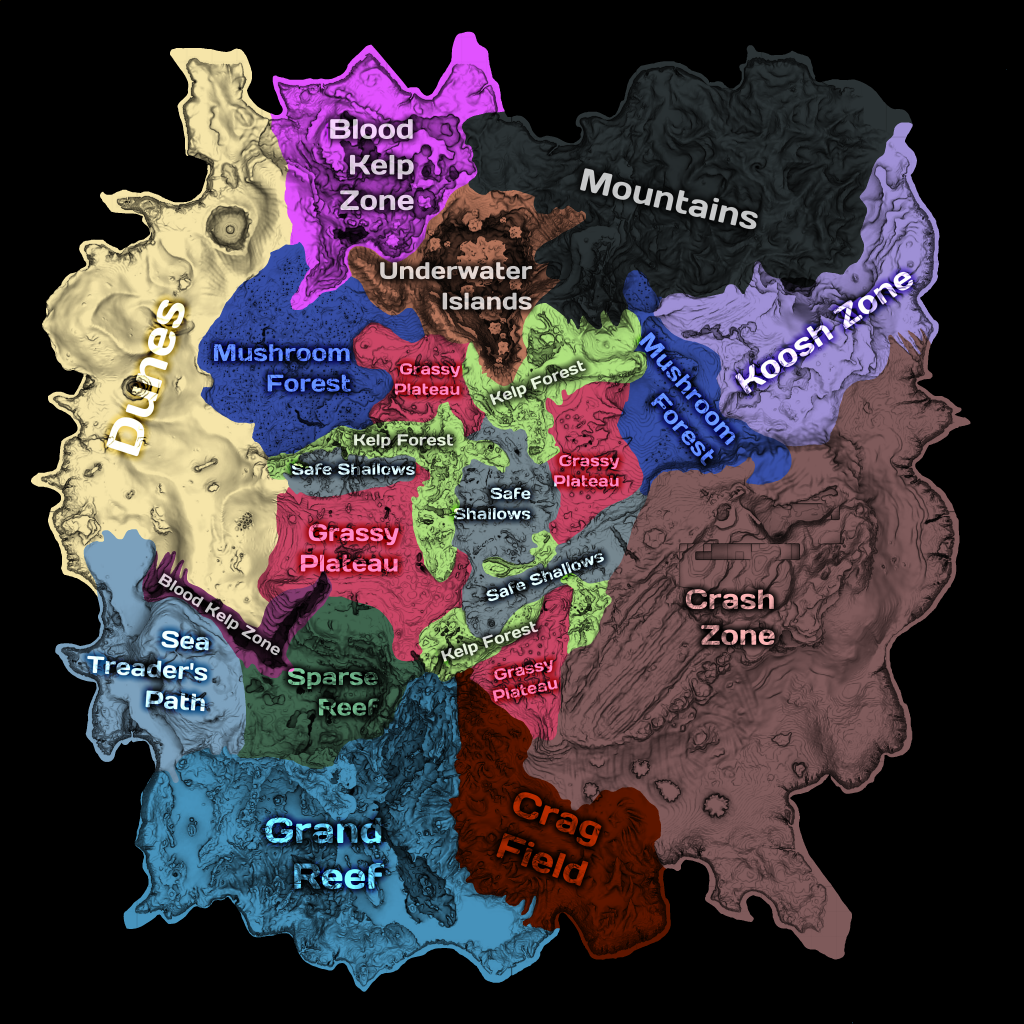 Blood
Kelp
Zone
Mountains
Underwater
Islands
Koosh Zone
Dunes
Mushroom
Forest
Grassy
Plateau
Kelp Forest
Mushroom
Forest
Kelp Forest
Safe Shallows
Grassy
Plateau
Safe
Shallows
Grassy
Plateau
Safe Shallows
Crash
Zone
Blood Kelp Zone
Sea
Treader's
Path
Kelp Forest
Sparse
Reef
Grassy
Plateau
Grand
Reef
Crag
Field